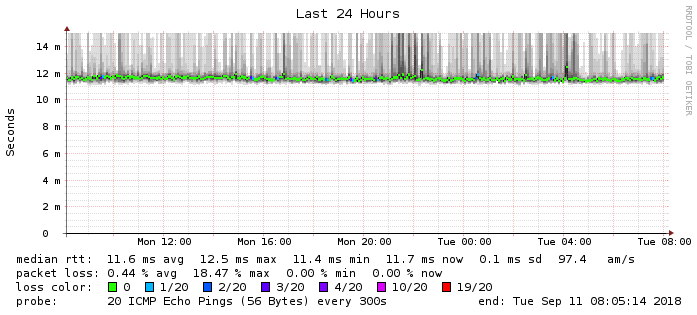 Last 24 Hours
RRDTOOL / TOBI OETIKER
Seconds
14 m
12 m
10 m
8 m
6 m
4 m
2 m
0
Mon 12:00 Mon 16:00 Mon 20:00 Tue 00:00 Tue 04:00 Tue 08:00
median rtt: 11.6 ms avg 12.5 ms max 11.4 ms min 11.7 ms now 0.1 ms sd 97.4 am/s
packet loss: 0.44 % avg 18.47 % max 0.00 % min 0.00 % now
loss color: 0 1/20 2/20 3/20 4/20 10/20 19/20
probe: 20 ICMP Echo Pings (56 Bytes) every 300s end: Tue Sep 11 08:05:14 2018